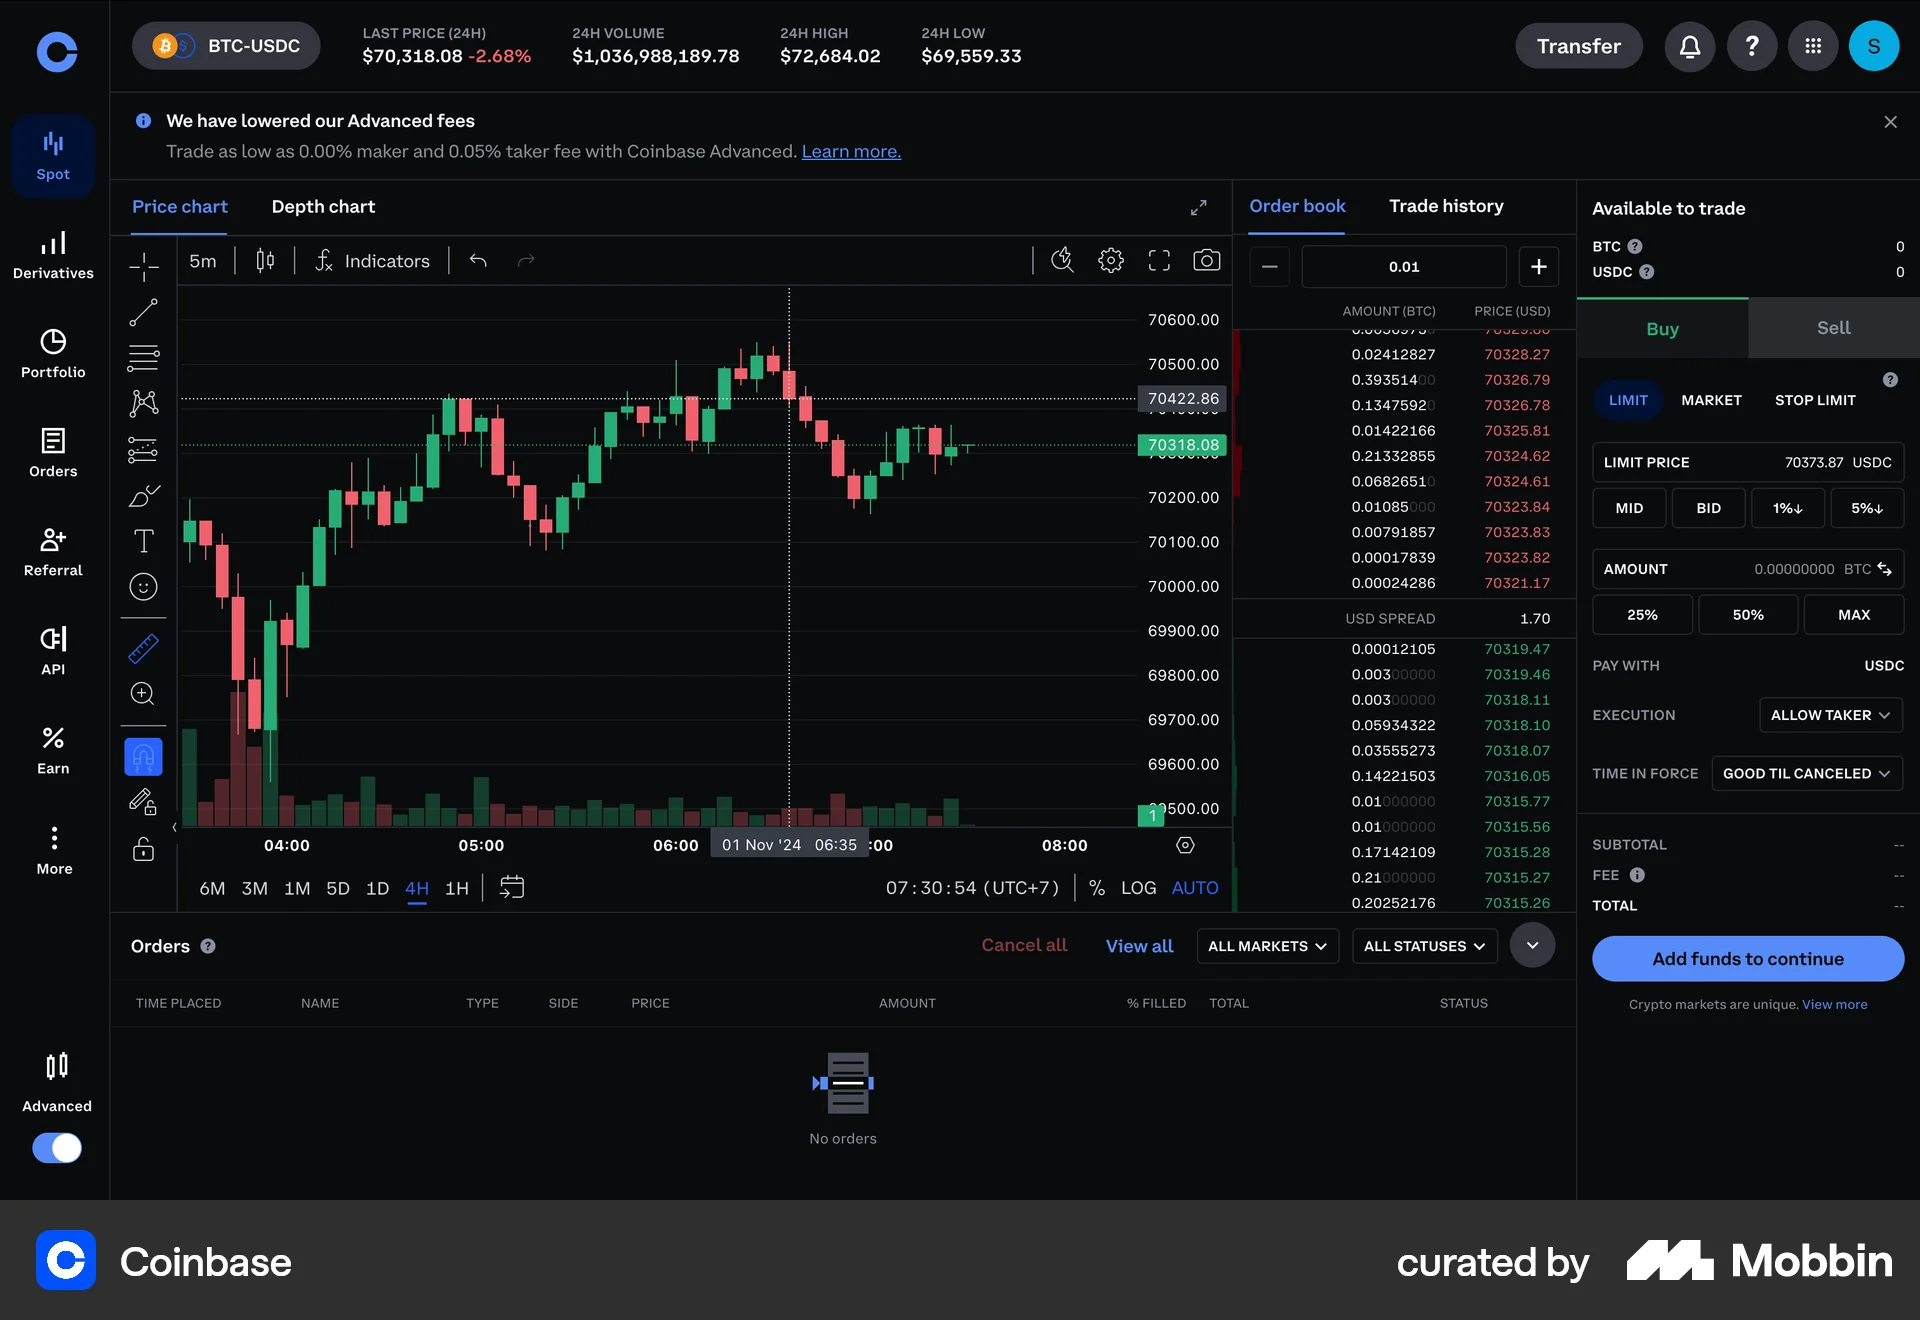 BTC-USDC
LAST PRICE (24H)
$70,318.08 -2.68%
24H VOLUME
$1,036,988,189.78
24H HIGH
$72,684.02
24H LOW
$69,559.33
Transfer
?
S
We have lowered our Advanced fees
Trade as low as 0.00% maker and 0.05% taker fee with Coinbase Advanced. Learn more.
Spot
Derivatives
Portfolio
Orders
Referral
API
Earn
More
Advanced
Price chart
Depth chart
5m
Indicators
70600.00
70500.00
70422.86
70318.08
70200.00
70100.00
70000.00
69900.00
69800.00
69700.00
69600.00
1
04:00
05:00
06:00
01 Nov '24 06:35
:00
08:00
6M 3M 1M 5D 1D 4H 1H
07:30:54 (UTC+7)
% LOG AUTO
Order book
Trade history
0.01
AMOUNT (BTC) PRICE (USD)
0.02412827 70328.27
0.39351400 70326.79
0.13475920 70326.78
0.01422166 70325.81
0.21332855 70324.62
0.06826510 70324.61
0.01085000 70323.84
0.00791857 70323.83
0.00017839 70323.82
0.00024286 70321.17
USD SPREAD 1.70
0.00012105 70319.47
0.00300000 70319.46
0.00300000 70318.11
0.05934322 70318.10
0.03555273 70318.07
0.14221503 70316.05
0.01000000 70315.77
0.01000000 70315.56
0.17142109 70315.28
0.21000000 70315.27
0.20252176 70315.26
Available to trade
BTC ? 0
USDC ? 0
Buy
Sell
?
LIMIT
MARKET
STOP LIMIT
LIMIT PRICE 70373.87 USDC
MID
BID
1%↓
5%↓
AMOUNT 0.00000000 BTC
25%
50%
MAX
PAY WITH USDC
EXECUTION ALLOW TAKER
TIME IN FORCE GOOD TIL CANCELED
SUBTOTAL --
FEE --
TOTAL --
Add funds to continue
Crypto markets are unique. View more
Orders ?
Cancel all
View all
ALL MARKETS
ALL STATUSES
TIME PLACED NAME TYPE SIDE PRICE AMOUNT % FILLED TOTAL STATUS
No orders
Coinbase
curated by Mobbin